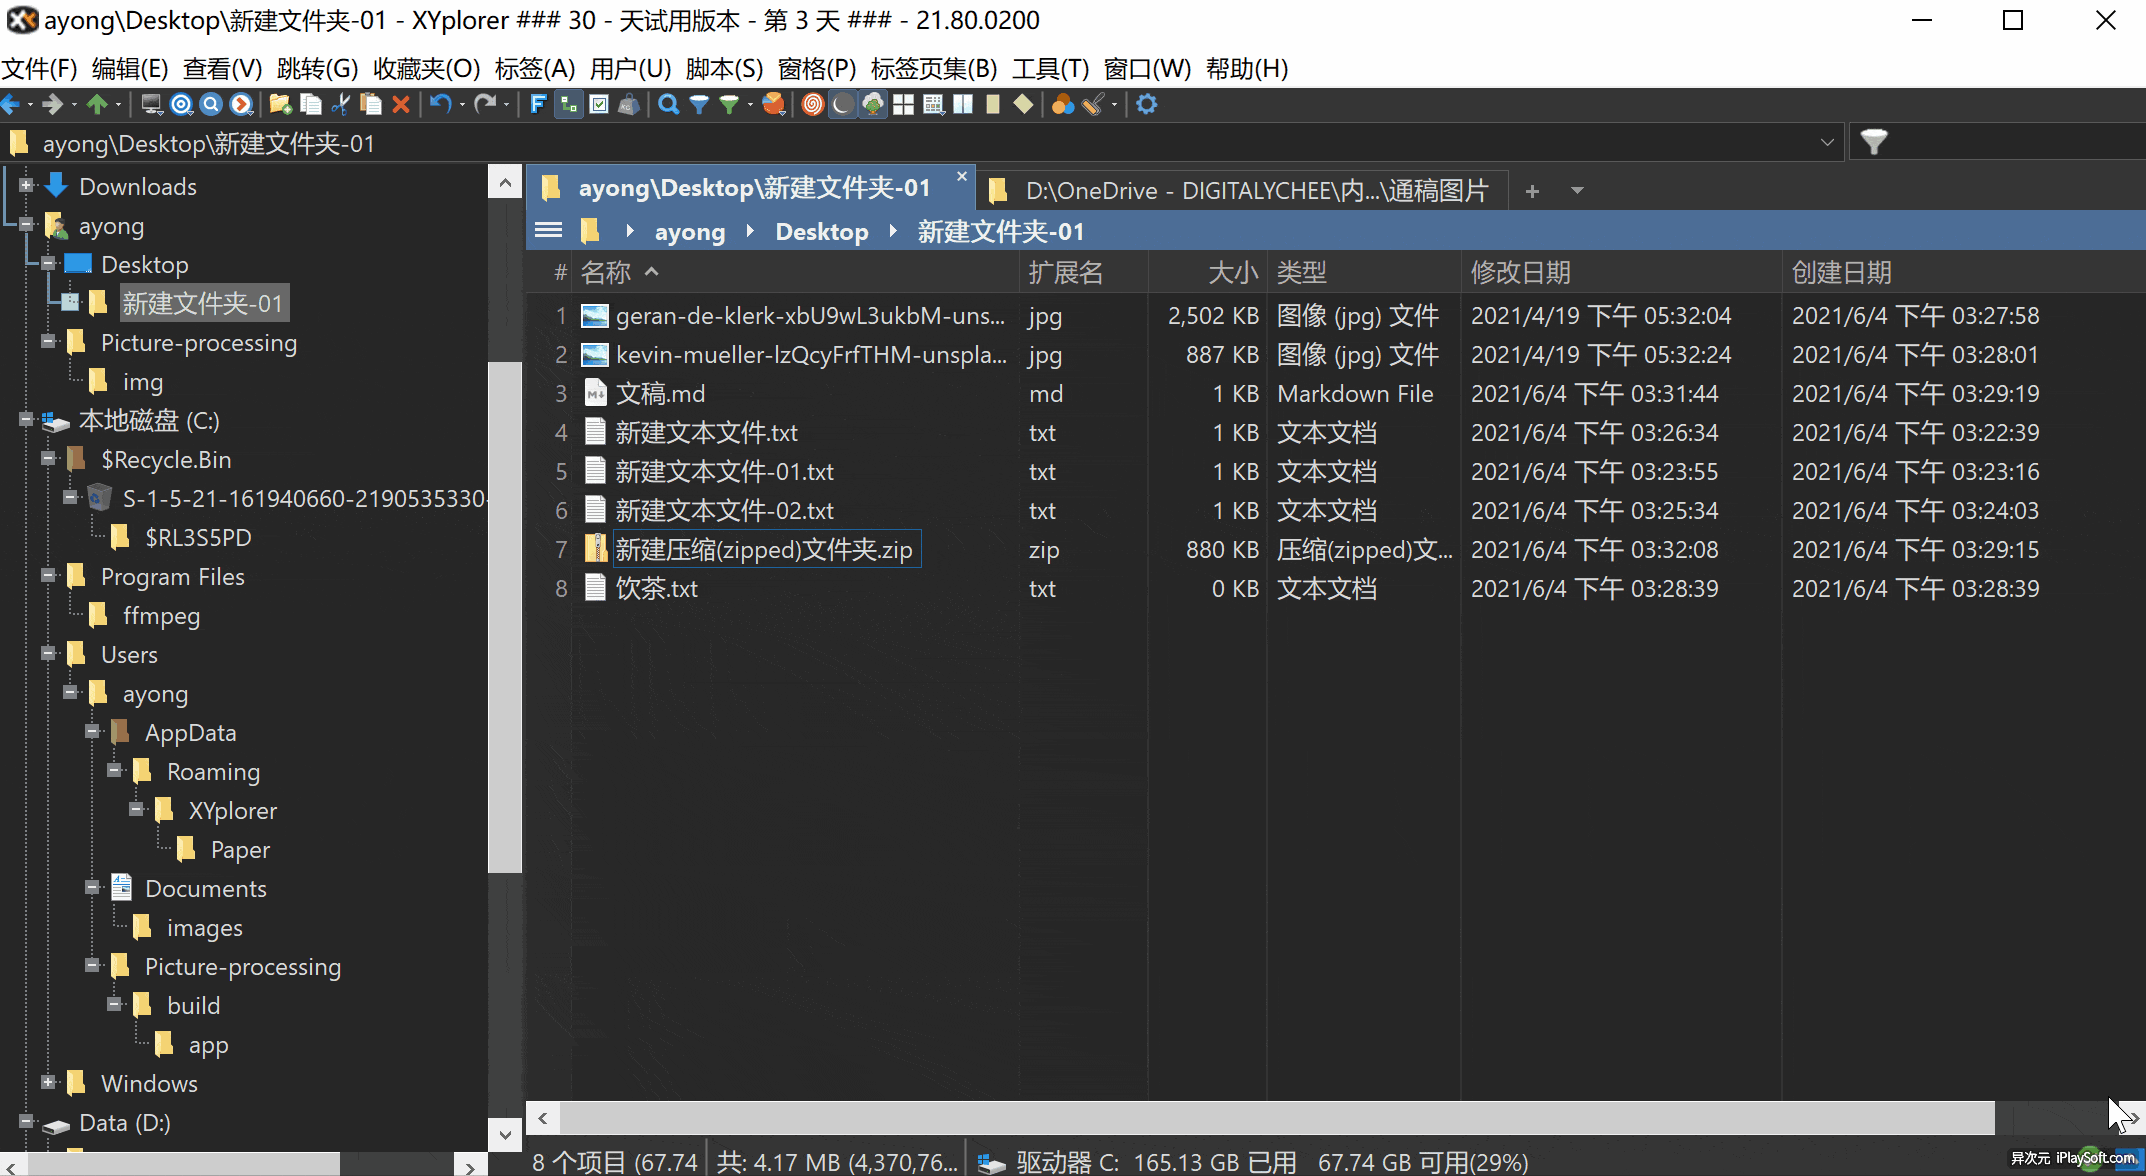 ayong\Desktop\新建文件夹-01 - XYplorer ### 30 - 天试用版本 - 第 3 天 ### - 21.80.0200
文件(F) 编辑(E) 查看(V) 跳转(G) 收藏夹(O) 标签(A) 用户(U) 脚本(S) 窗格(P) 标签页集(B) 工具(T) 窗口(W) 帮助(H)
ayong\Desktop\新建文件夹-01
Downloads
ayong
Desktop
新建文件夹-01
Picture-processing
img
本地磁盘 (C:)
$Recycle.Bin
S-1-5-21-161940660-2190535330-
$RL3S5PD
Program Files
ffmpeg
Users
ayong
AppData
Roaming
XYplorer
Paper
Documents
images
Picture-processing
build
app
Windows
Data (D:)
ayong\Desktop\新建文件夹-01 D:\OneDrive - DIGITALYCHEE\内...\通稿图片
ayong Desktop 新建文件夹-01
# 名称 扩展名 大小 类型 修改日期 创建日期
1 geran-de-klerk-xbU9wL3ukbM-uns... jpg 2,502 KB 图像 (jpg) 文件 2021/4/19 下午 05:32:04 2021/6/4 下午 03:27:58
2 kevin-mueller-lzQcyFrfTHM-unspla... jpg 887 KB 图像 (jpg) 文件 2021/4/19 下午 05:32:24 2021/6/4 下午 03:28:01
3 文稿.md md 1 KB Markdown File 2021/6/4 下午 03:31:44 2021/6/4 下午 03:29:19
4 新建文本文件.txt txt 1 KB 文本文档 2021/6/4 下午 03:26:34 2021/6/4 下午 03:22:39
5 新建文本文件-01.txt txt 1 KB 文本文档 2021/6/4 下午 03:23:55 2021/6/4 下午 03:23:16
6 新建文本文件-02.txt txt 1 KB 文本文档 2021/6/4 下午 03:25:34 2021/6/4 下午 03:24:03
7 新建压缩(zipped)文件夹.zip zip 880 KB 压缩(zipped)文... 2021/6/4 下午 03:32:08 2021/6/4 下午 03:29:15
8 饮茶.txt txt 0 KB 文本文档 2021/6/4 下午 03:28:39 2021/6/4 下午 03:28:39
8 个项目 (67.74 共: 4.17 MB (4,370,76... 驱动器 C: 165.13 GB 已用 67.74 GB 可用(29%)
异次元 iPlaySoft.com